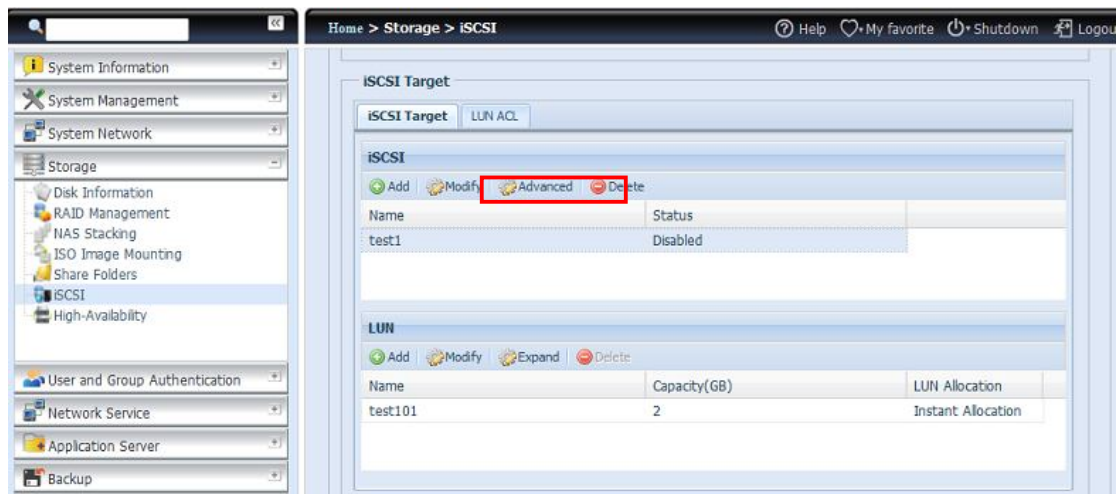 Home > Storage > iSCSI
Help My favorite Shutdown Logou
System Information
System Management
System Network
Storage
Disk Information
RAID Management
NAS Stacking
ISO Image Mounting
Share Folders
iSCSI
High-Availability
User and Group Authentication
Network Service
Application Server
Backup
iSCSI Target
iSCSI Target LUN ACL
iSCSI
Add Modify Advanced Delete
Name Status
test1 Disabled
LUN
Add Modify Expand Delete
Name Capacity(GB) LUN Allocation
test101 2 Instant Allocation